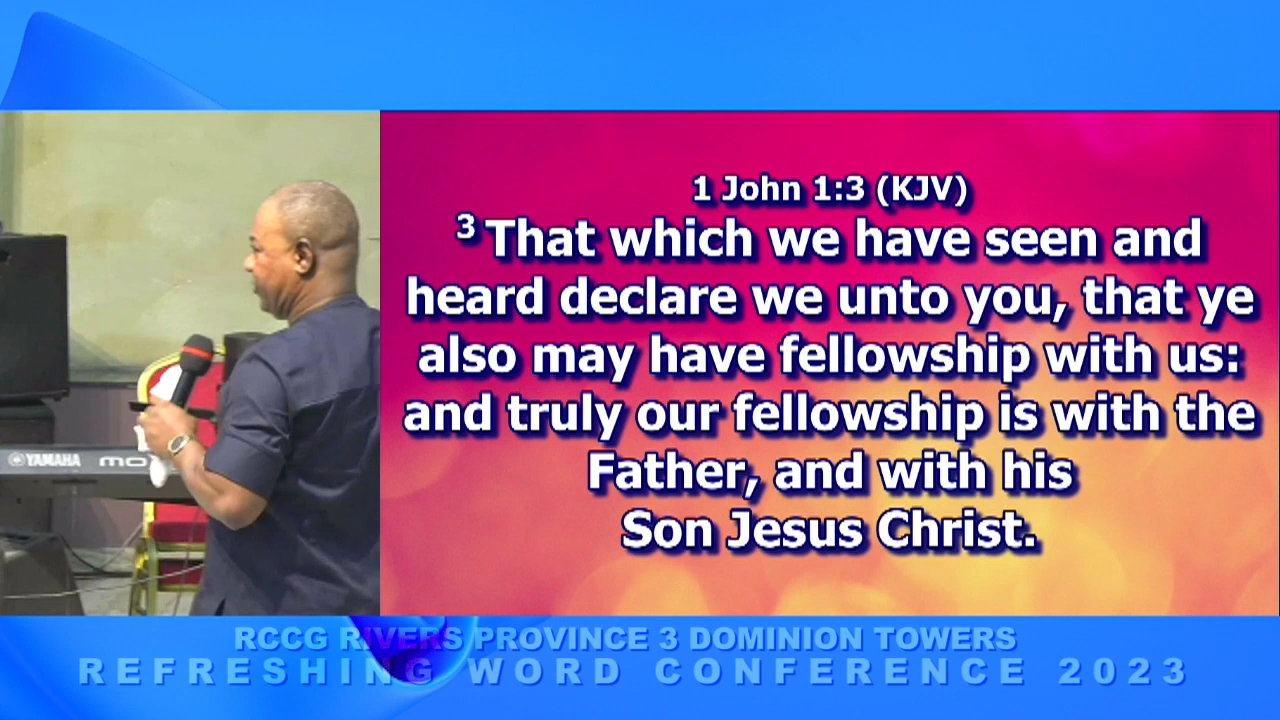 1 John 1:3 (KJV)
3 That which we have seen and
heard declare we unto you, that ye
also may have fellowship with us:
and truly our fellowship is with the
Father, and with his
Son Jesus Christ.
YAMAHA mo
RCCG RIVERS PROVINCE 3 DOMINION TOWERS
REFRESHING WORD CONFERENCE 2023